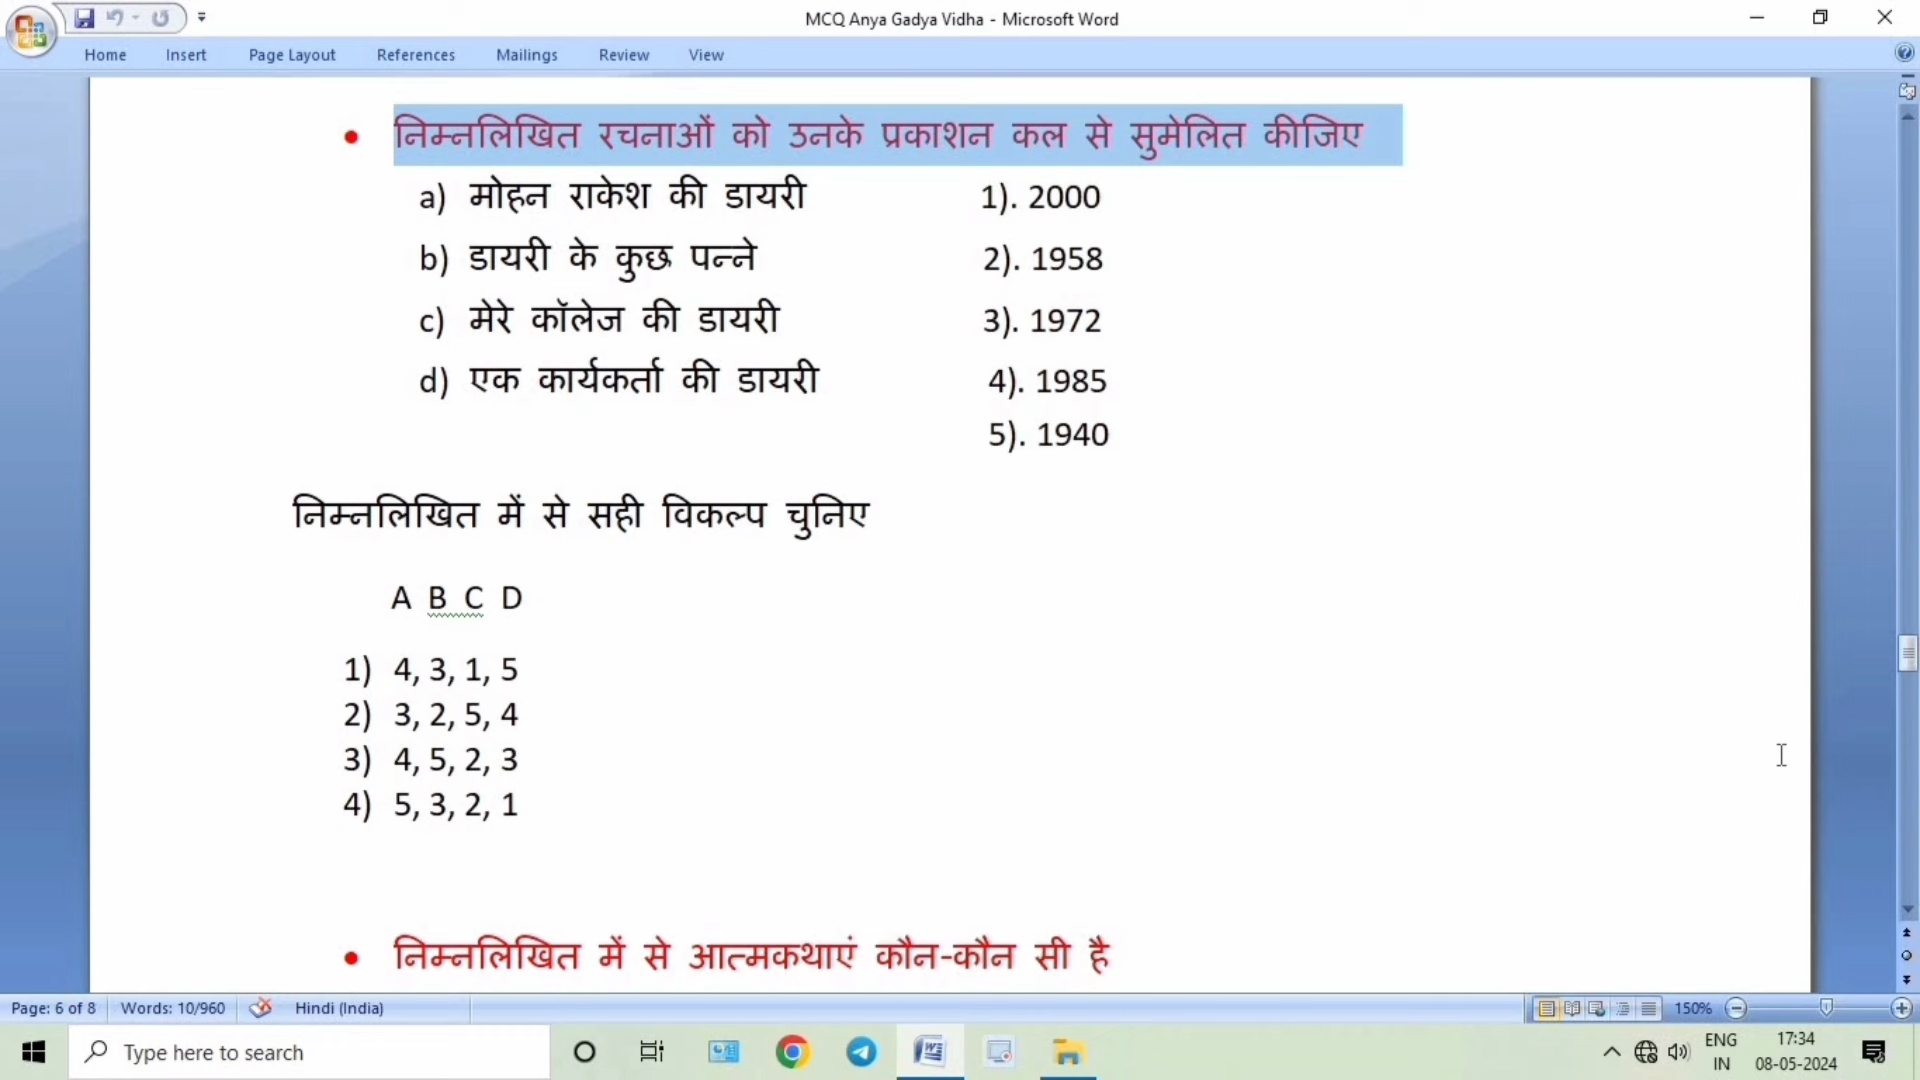 MCQ Anya Gadya Vidha - Microsoft Word
Home Insert Page Layout References Mailings Review View
• निम्नलिखित रचनाओं को उनके प्रकाशन कल से सुमेलित कीजिए
a) मोहन राकेश की डायरी 1). 2000
b) डायरी के कुछ पन्ने 2). 1958
c) मेरे कॉलेज की डायरी 3). 1972
d) एक कार्यकर्ता की डायरी 4). 1985
5). 1940
निम्नलिखित में से सही विकल्प चुनिए
A B C D
1) 4, 3, 1, 5
2) 3, 2, 5, 4
3) 4, 5, 2, 3
4) 5, 3, 2, 1
• निम्नलिखित में से आत्मकथाएं कौन-कौन सी है
Page: 6 of 8 Words: 10/960 Hindi (India) 150%
Type here to search ENG 17:34
IN 08-05-2024